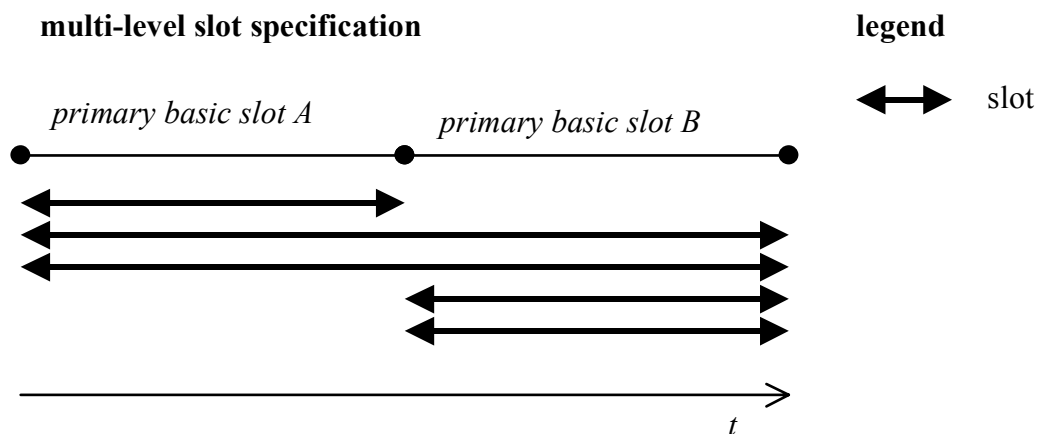 multi-level slot specification
legend
slot
primary basic slot A
primary basic slot B
t